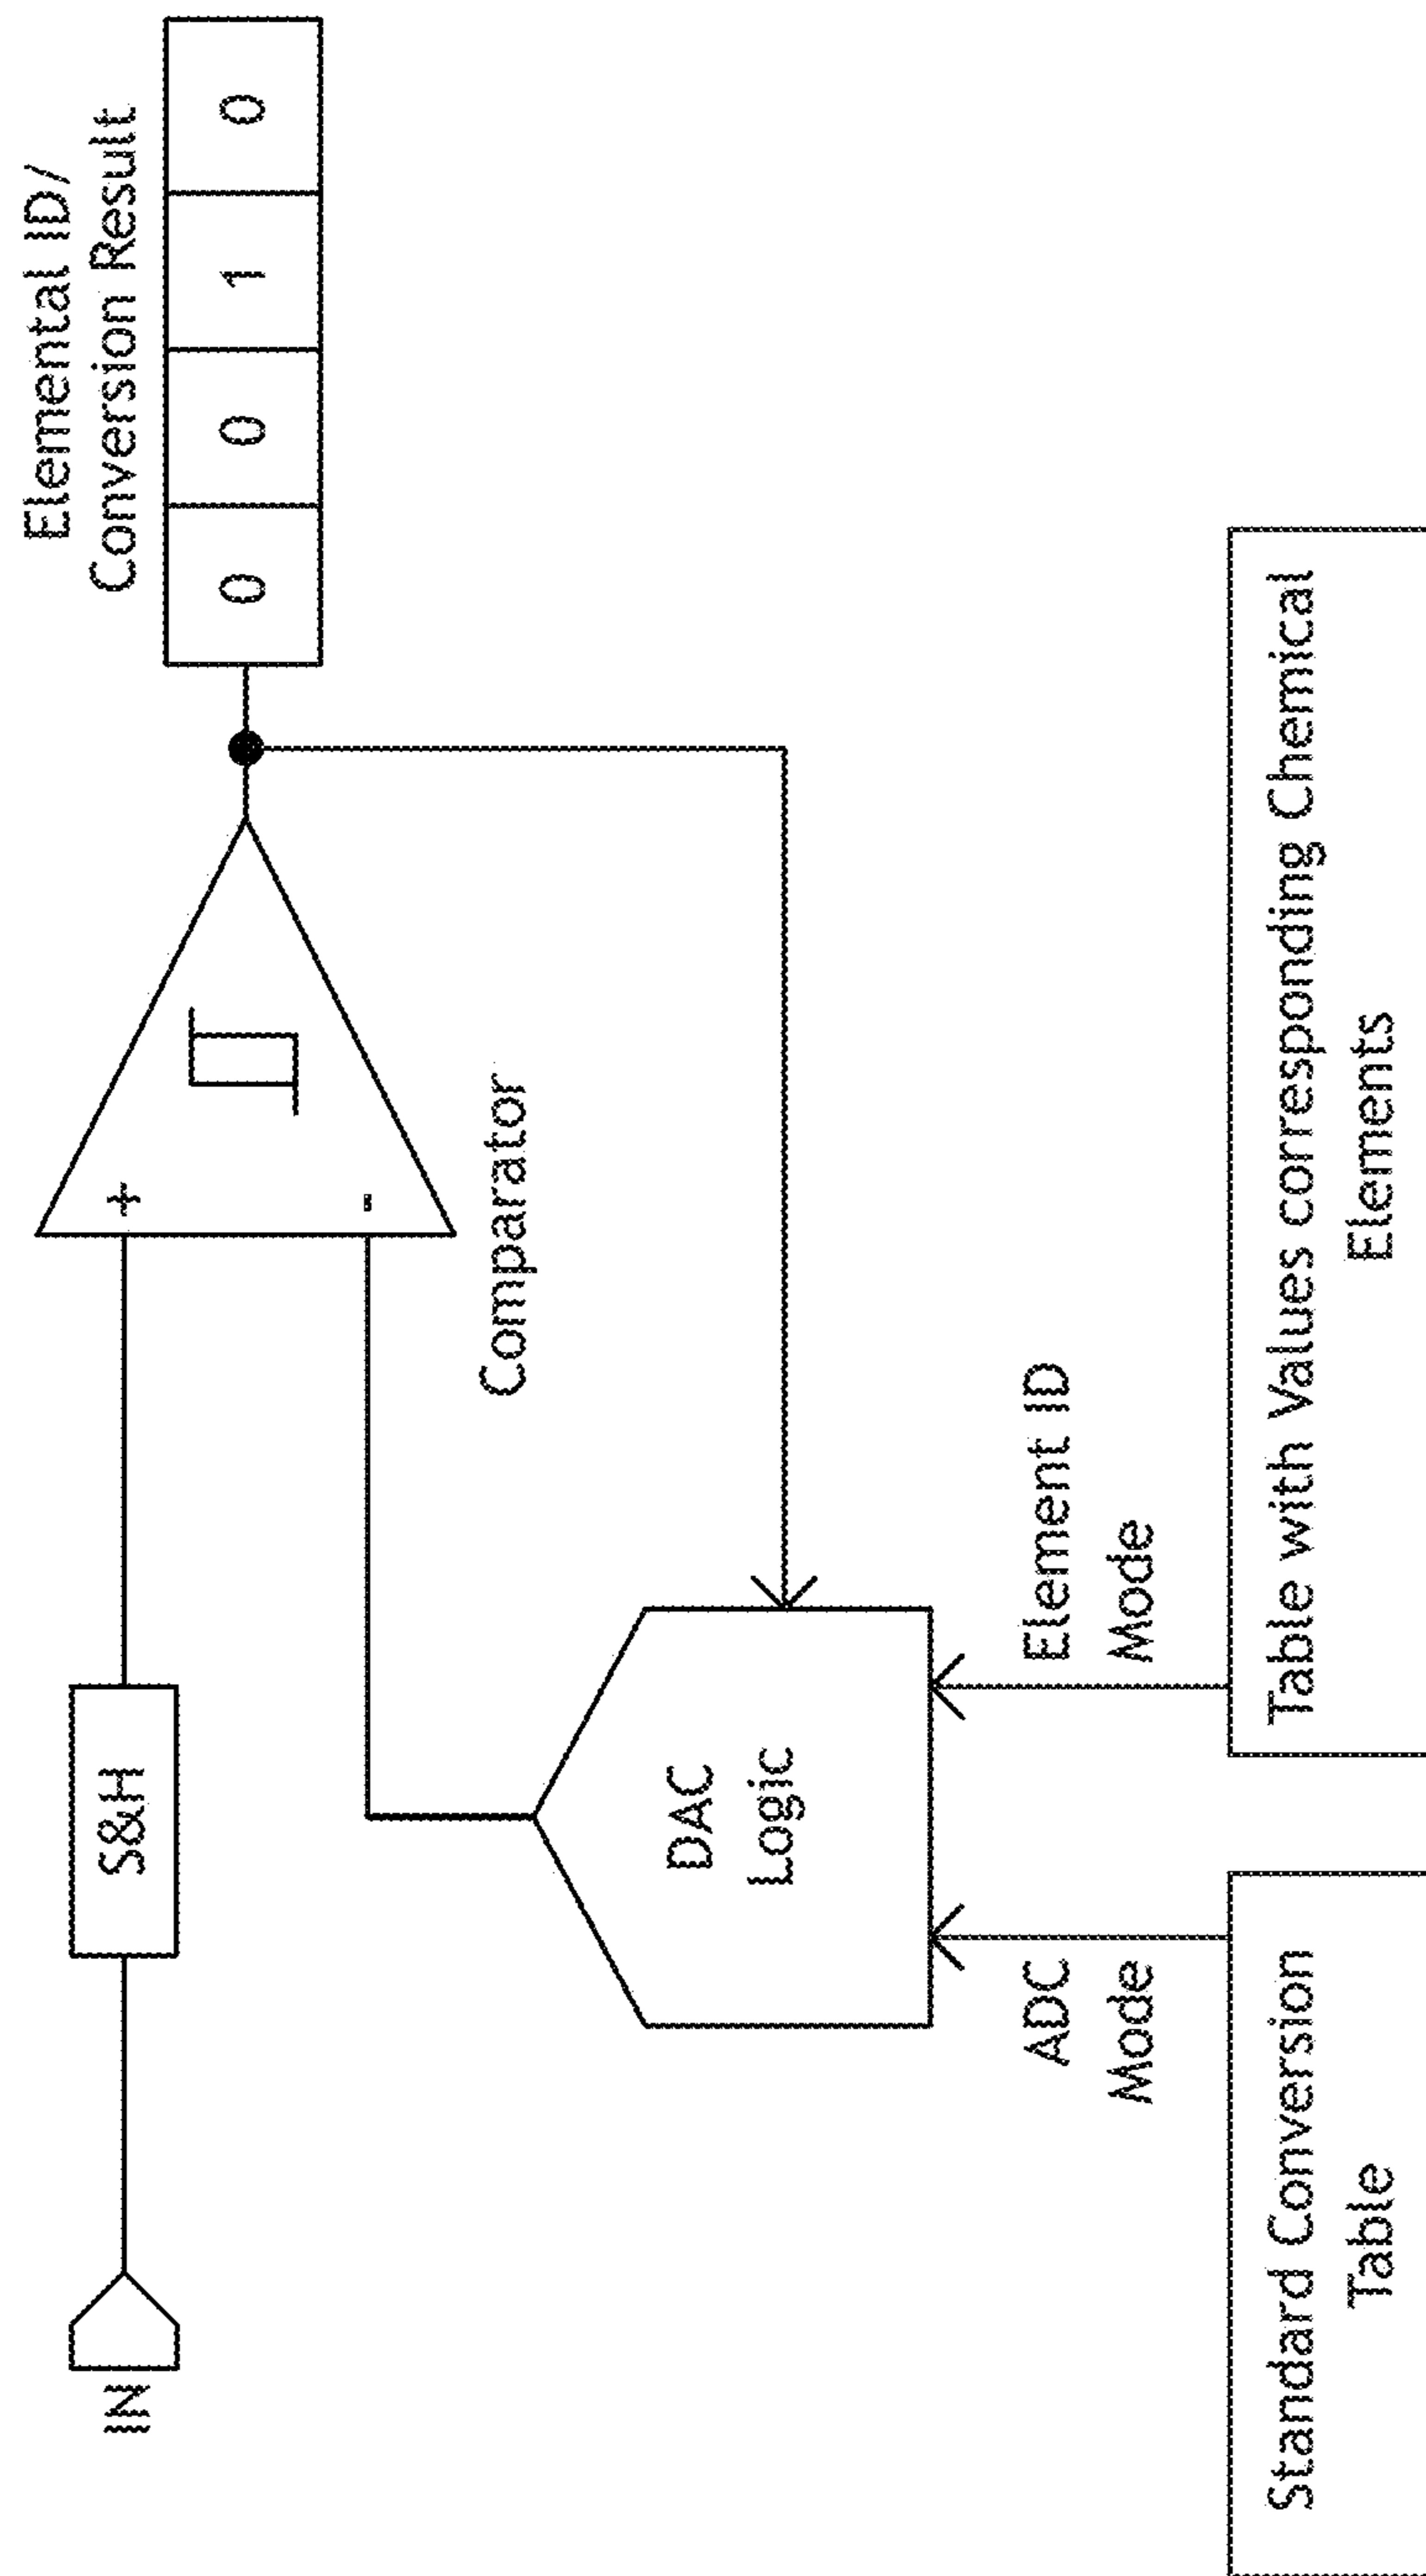 Elemental ID/
Conversion Result
IN
S&H
+
-
0 0 1 0
Comparator
DAC
Logic
ADC
Mode
Element ID
Mode
Standard Conversion
Table
Table with Values corresponding Chemical
Elements